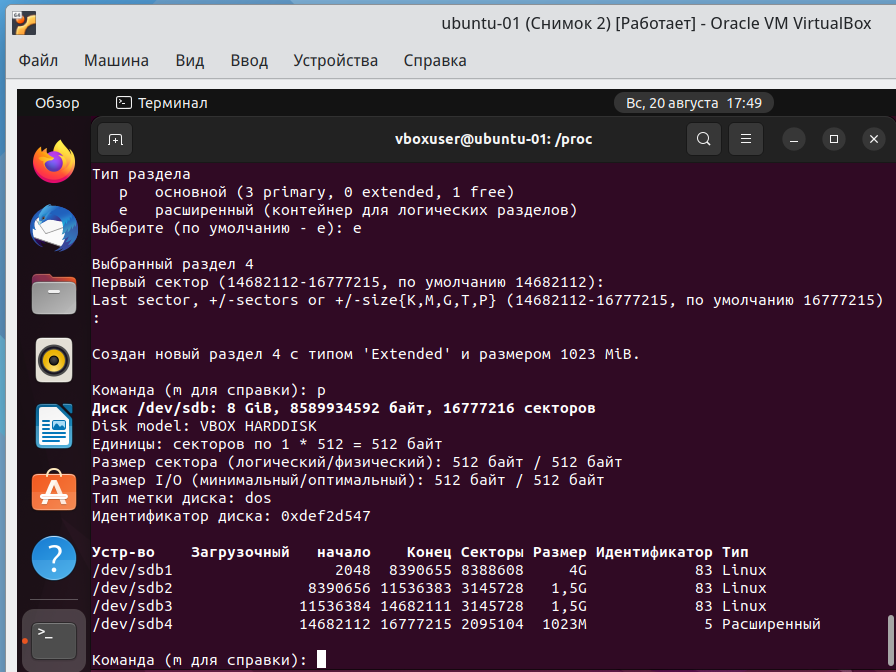 ubuntu-01 (Снимок 2) [Работает] - Oracle VM VirtualBox
Файл Машина Вид Ввод Устройства Справка
Обзор Терминал Вс, 20 августа 17:49
vboxuser@ubuntu-01: /proc
Тип раздела
   p   основной (3 primary, 0 extended, 1 free)
   e   расширенный (контейнер для логических разделов)
Выберите (по умолчанию - e): e
Выбранный раздел 4
Первый сектор (14682112-16777215, по умолчанию 14682112):
Last sector, +/-sectors or +/-size{K,M,G,T,P} (14682112-16777215, по умолчанию 16777215)
:
Создан новый раздел 4 с типом 'Extended' и размером 1023 MiB.
Команда (m для справки): p
Диск /dev/sdb: 8 GiB, 8589934592 байт, 16777216 секторов
Disk model: VBOX HARDDISK
Единицы: секторов по 1 * 512 = 512 байт
Размер сектора (логический/физический): 512 байт / 512 байт
Размер I/O (минимальный/оптимальный): 512 байт / 512 байт
Тип метки диска: dos
Идентификатор диска: 0xdef2d547
Устр-во    Загрузочный   начало    Конец Секторы Размер Идентификатор Тип
/dev/sdb1                  2048  8390655 8388608     4G            83 Linux
/dev/sdb2               8390656 11536383 3145728   1,5G            83 Linux
/dev/sdb3              11536384 14682111 3145728   1,5G            83 Linux
/dev/sdb4              14682112 16777215 2095104  1023M             5 Расширенный
Команда (m для справки):